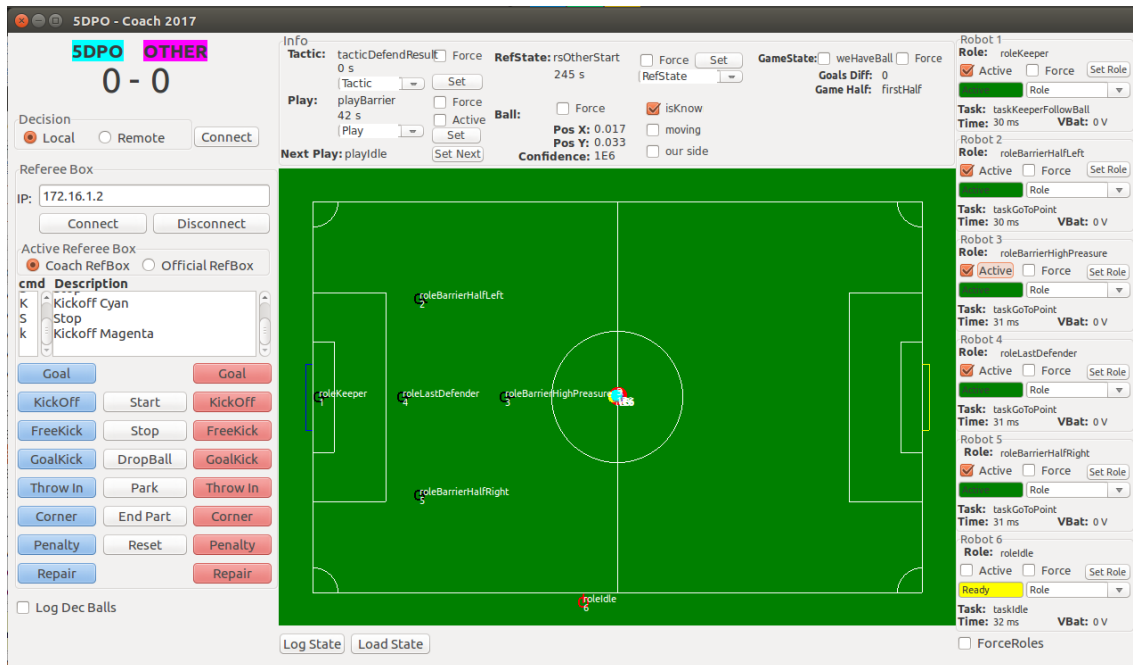 5DPO - Coach 2017
5DPO OTHER
0 - 0
Decision
Local Remote Connect
Referee Box
IP: 172.16.1.2
Connect Disconnect
Active Referee Box
Coach RefBox Official RefBox
cmd Description
K Kickoff Cyan
S Stop
k Kickoff Magenta
Goal Goal
KickOff Start KickOff
FreeKick Stop FreeKick
GoalKick DropBall GoalKick
Throw In Park Throw In
Corner End Part Corner
Penalty Reset Penalty
Repair Repair
Log Dec Balls
Info
Tactic: tacticDefendResult Force
0 s
Tactic Set
Play: playBarrier Force
42 s Active
Play Set
Next Play: playIdle Set Next
RefState: rsOtherStart Force Set
245 s RefState
Ball: Force isKnow
Pos X: 0.017 moving
Pos Y: 0.033
Confidence: 1E6 our side
GameState: weHaveBall Force
Goals Diff: 0
Game Half: firstHalf
roleBarrierHalfLeft
2
roleKeeper
1
roleLastDefender
4
roleBarrierHighPreasure
3
roleBarrierHalfRight
5
roleIdle
6
Log State Load State
Robot 1
Role: roleKeeper
Active Force Set Role
Active Role
Task: taskKeeperFollowBall
Time: 30 ms VBat: 0 V
Robot 2
Role: roleBarrierHalfLeft
Active Force Set Role
Active Role
Task: taskGoToPoint
Time: 30 ms VBat: 0 V
Robot 3
Role: roleBarrierHighPreasure
Active Force Set Role
Active Role
Task: taskGoToPoint
Time: 31 ms VBat: 0 V
Robot 4
Role: roleLastDefender
Active Force Set Role
Active Role
Task: taskGoToPoint
Time: 31 ms VBat: 0 V
Robot 5
Role: roleBarrierHalfRight
Active Force Set Role
Active Role
Task: taskGoToPoint
Time: 31 ms VBat: 0 V
Robot 6
Role: roleIdle
Active Force Set Role
Ready Role
Task: taskIdle
Time: 32 ms VBat: 0 V
ForceRoles